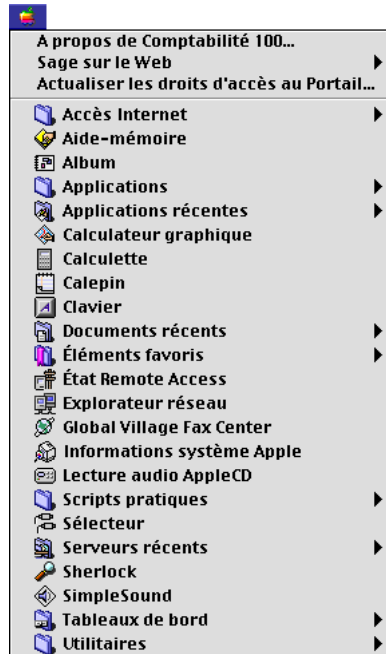 A propos de Comptabilité 100...
Sage sur le Web
Actualiser les droits d'accès au Portail...
Accès Internet
Aide-mémoire
Album
Applications
Applications récentes
Calculateur graphique
Calculette
Calepin
Clavier
Documents récents
Éléments favoris
État Remote Access
Explorateur réseau
Global Village Fax Center
Informations système Apple
Lecture audio AppleCD
Scripts pratiques
Sélecteur
Serveurs récents
Sherlock
SimpleSound
Tableaux de bord
Utilitaires